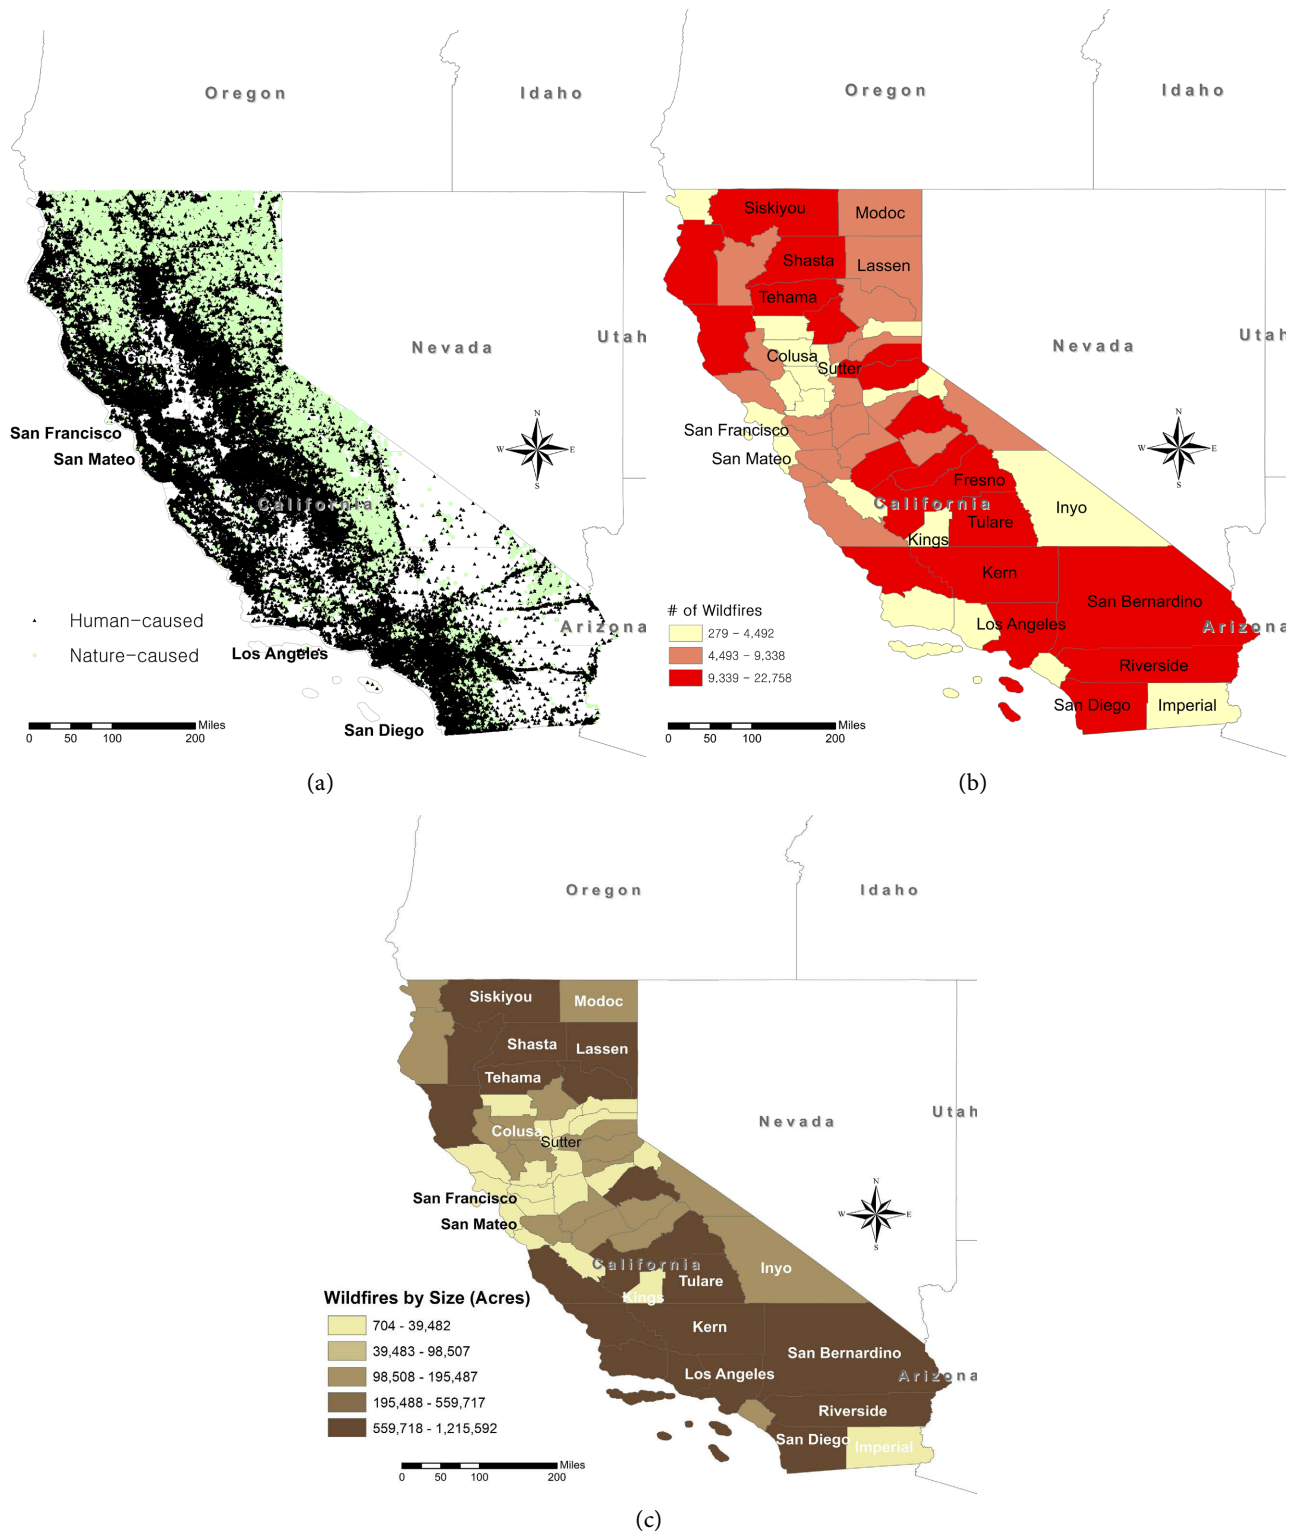 Oregon
Idaho
Nevada
Utah
N
W
E
S
San Francisco
San Mateo
California
Human-caused
Nature-caused
Arizona
Los Angeles
San Diego
Miles
0 50 100 200
(a)
Oregon
Idaho
Siskiyou
Modoc
Shasta
Lassen
Tehama
Nevada
Utah
Colusa
Sutter
N
W
E
S
San Francisco
San Mateo
Fresno
California
Inyo
Tulare
Kings
Kern
San Bernardino
# of Wildfires
279 - 4,492
4,493 - 9,338
9,339 - 22,758
Los Angeles
Arizona
Riverside
San Diego
Imperial
Miles
0 50 100 200
(b)
Oregon
Idaho
Siskiyou
Modoc
Shasta
Lassen
Tehama
Nevada
Utah
Colusa
Sutter
N
W
E
S
San Francisco
San Mateo
California
Inyo
Tulare
Kings
Kern
San Bernardino
Wildfires by Size (Acres)
704 - 39,482
39,483 - 98,507
98,508 - 195,487
195,488 - 559,717
559,718 - 1,215,592
Los Angeles
Arizona
Riverside
San Diego
Imperial
Miles
0 50 100 200
(c)